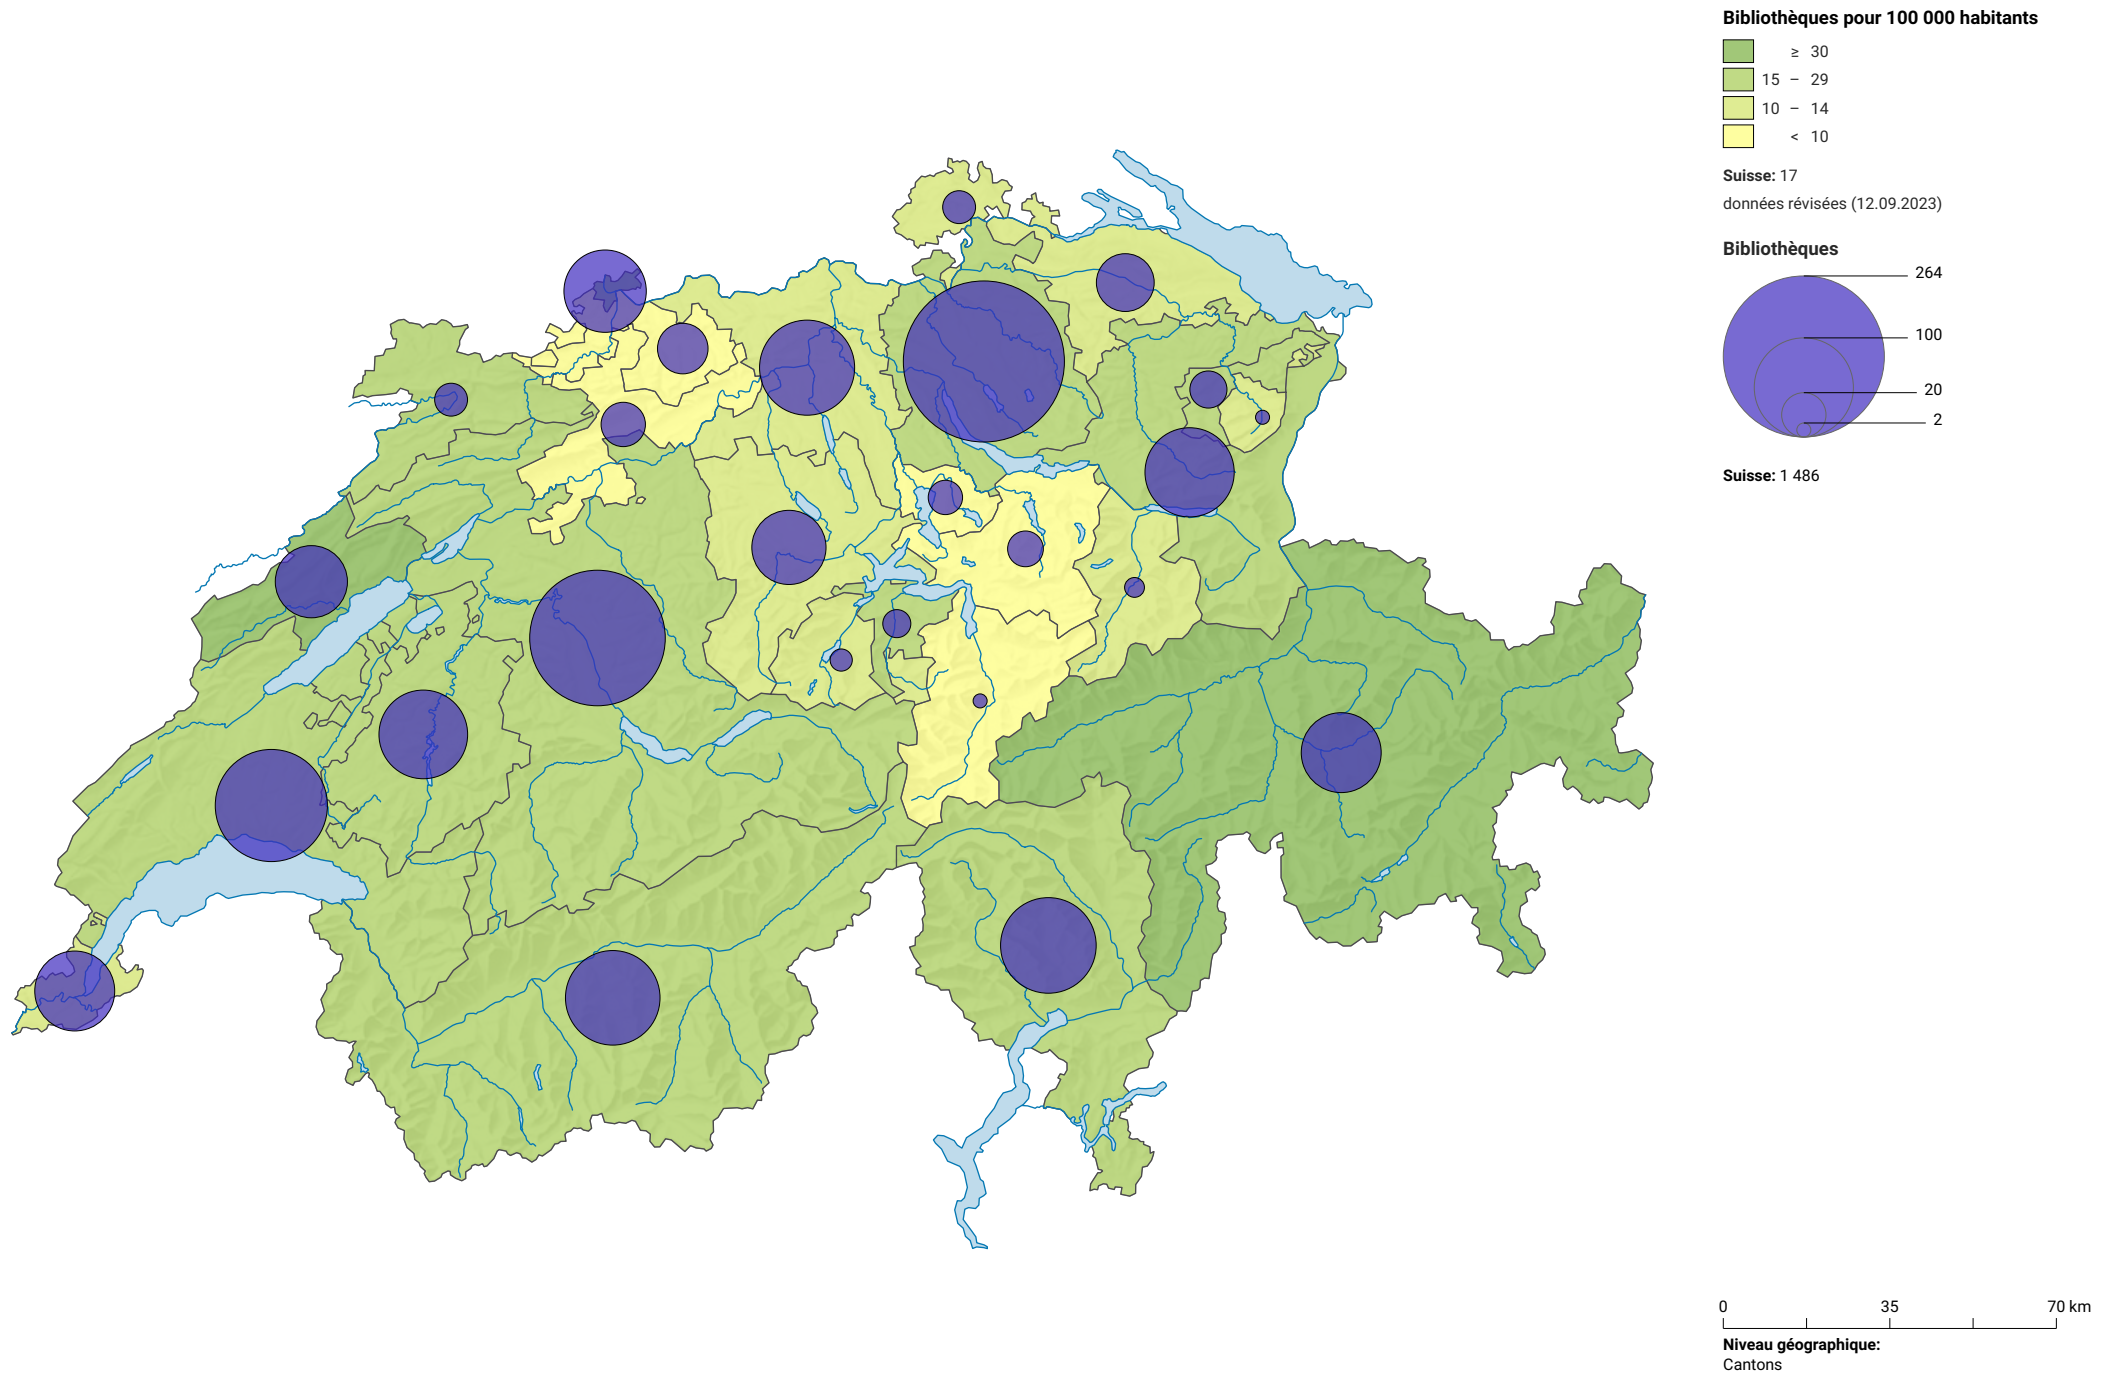 Bibliothèques pour 100 000 habitants
≥ 30
15 – 29
10 – 14
< 10
Suisse: 17
données révisées (12.09.2023)
Bibliothèques
264
100
20
2
Suisse: 1 486
0 35 70 km
Niveau géographique:
Cantons